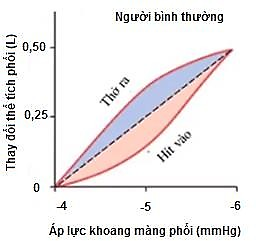 Người bình thường
Thay đổi thể tích phổi (L)
0,50
0,25
0
Thở ra
Hít vào
-4
-5
-6
Áp lực khoang màng phổi (mmHg)